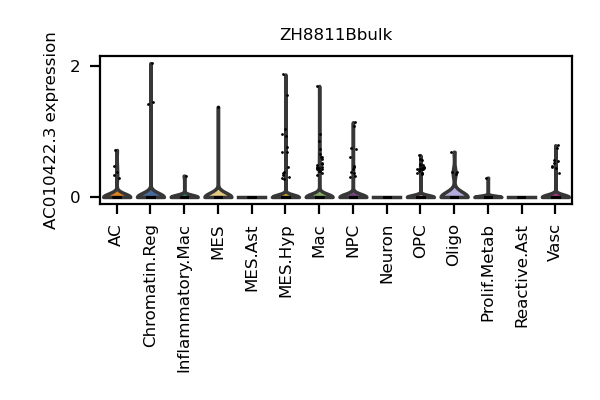 ZH8811Bbulk
AC010422.3 expression
2
0
AC
Chromatin.Reg
Inflammatory.Mac
MES
MES.Ast
MES.Hyp
Mac
NPC
Neuron
OPC
Oligo
Prolif.Metab
Reactive.Ast
Vasc